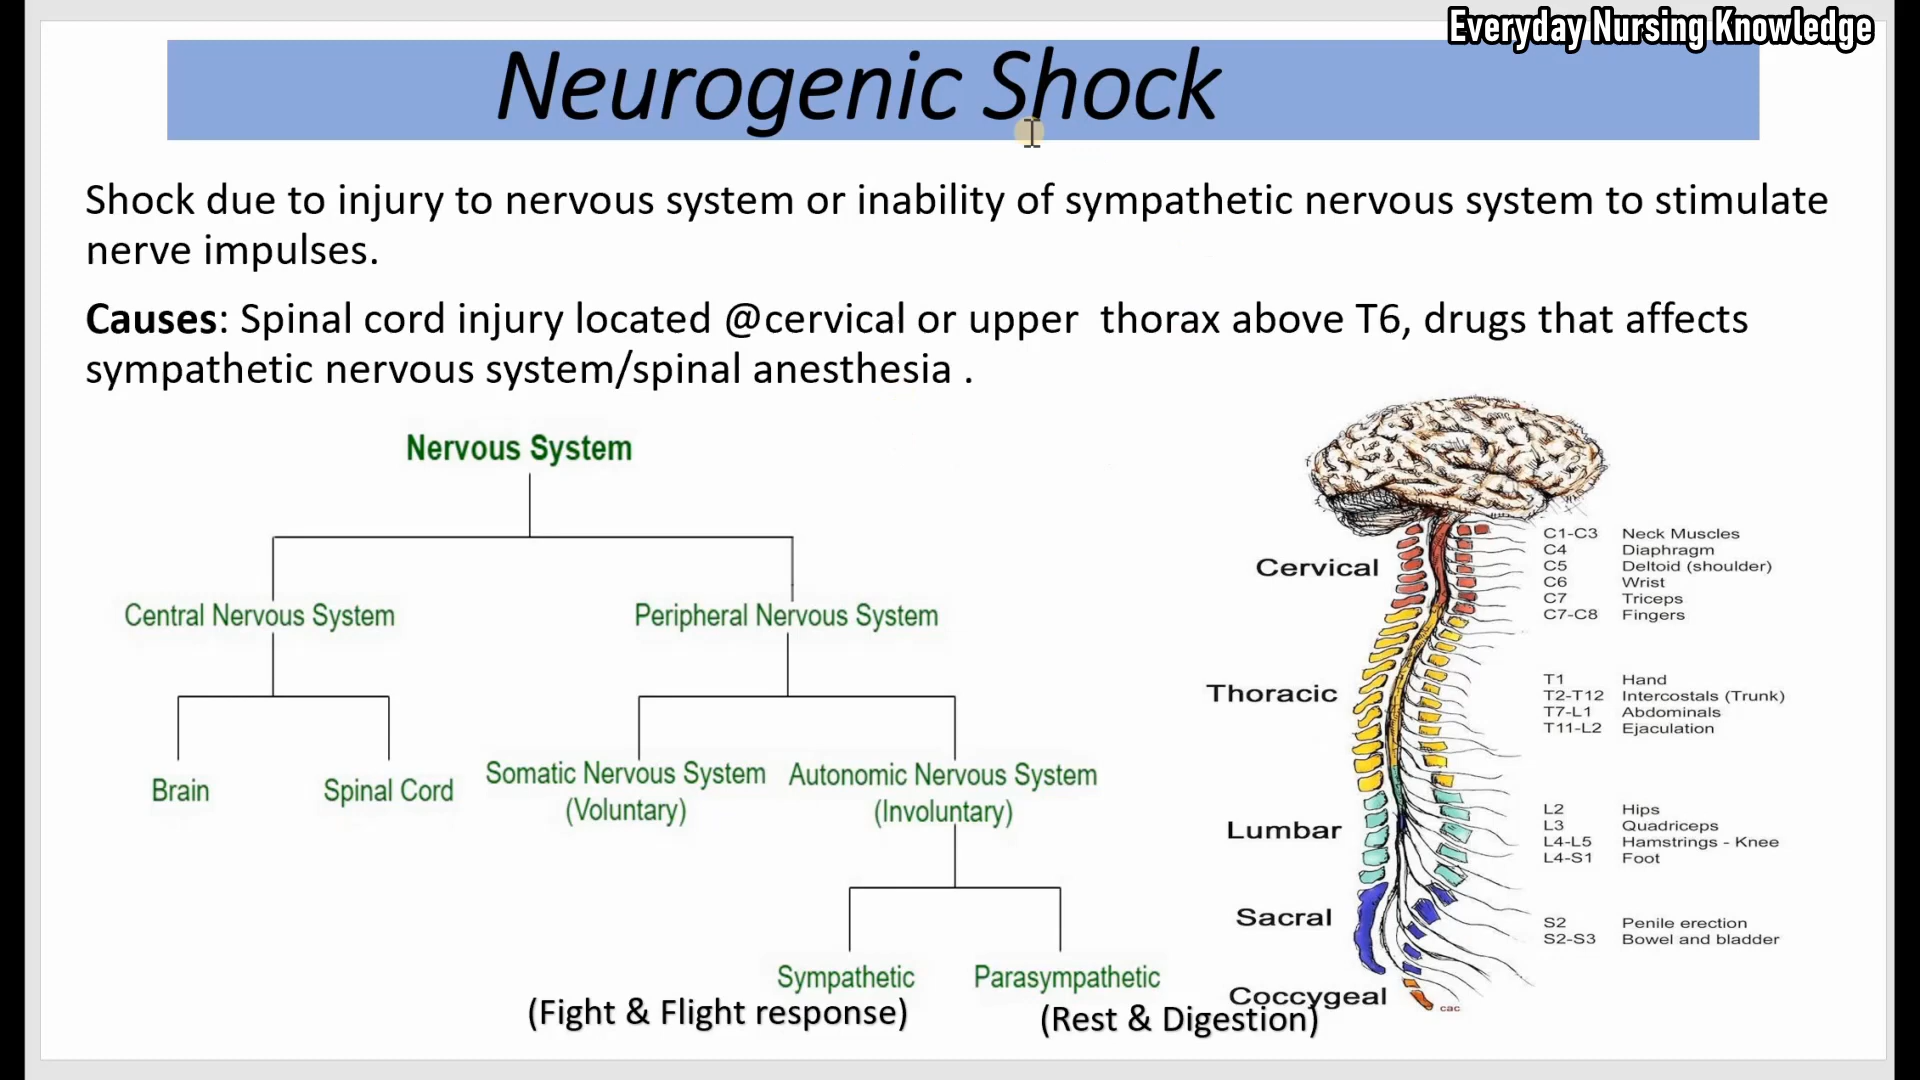 Everyday Nursing Knowledge
Neurogenic Shock
Shock due to injury to nervous system or inability of sympathetic nervous system to stimulate
nerve impulses.
Causes: Spinal cord injury located @cervical or upper  thorax above T6, drugs that affects
sympathetic nervous system/spinal anesthesia .
Nervous System
Central Nervous System
Peripheral Nervous System
Brain
Spinal Cord
Somatic Nervous System
(Voluntary)
Autonomic Nervous System
(Involuntary)
Sympathetic
Parasympathetic
(Fight & Flight response)
(Rest & Digestion)
Cervical
C1-C3 Neck Muscles
C4 Diaphragm
C5 Deltoid (shoulder)
C6 Wrist
C7 Triceps
C7-C8 Fingers
Thoracic
T1 Hand
T2-T12 Intercostals (Trunk)
T7-L1 Abdominals
T11-L2 Ejaculation
Lumbar
L2 Hips
L3 Quadriceps
L4-L5 Hamstrings - Knee
L4-S1 Foot
Sacral
S2 Penile erection
S2-S3 Bowel and bladder
Coccygeal
cac